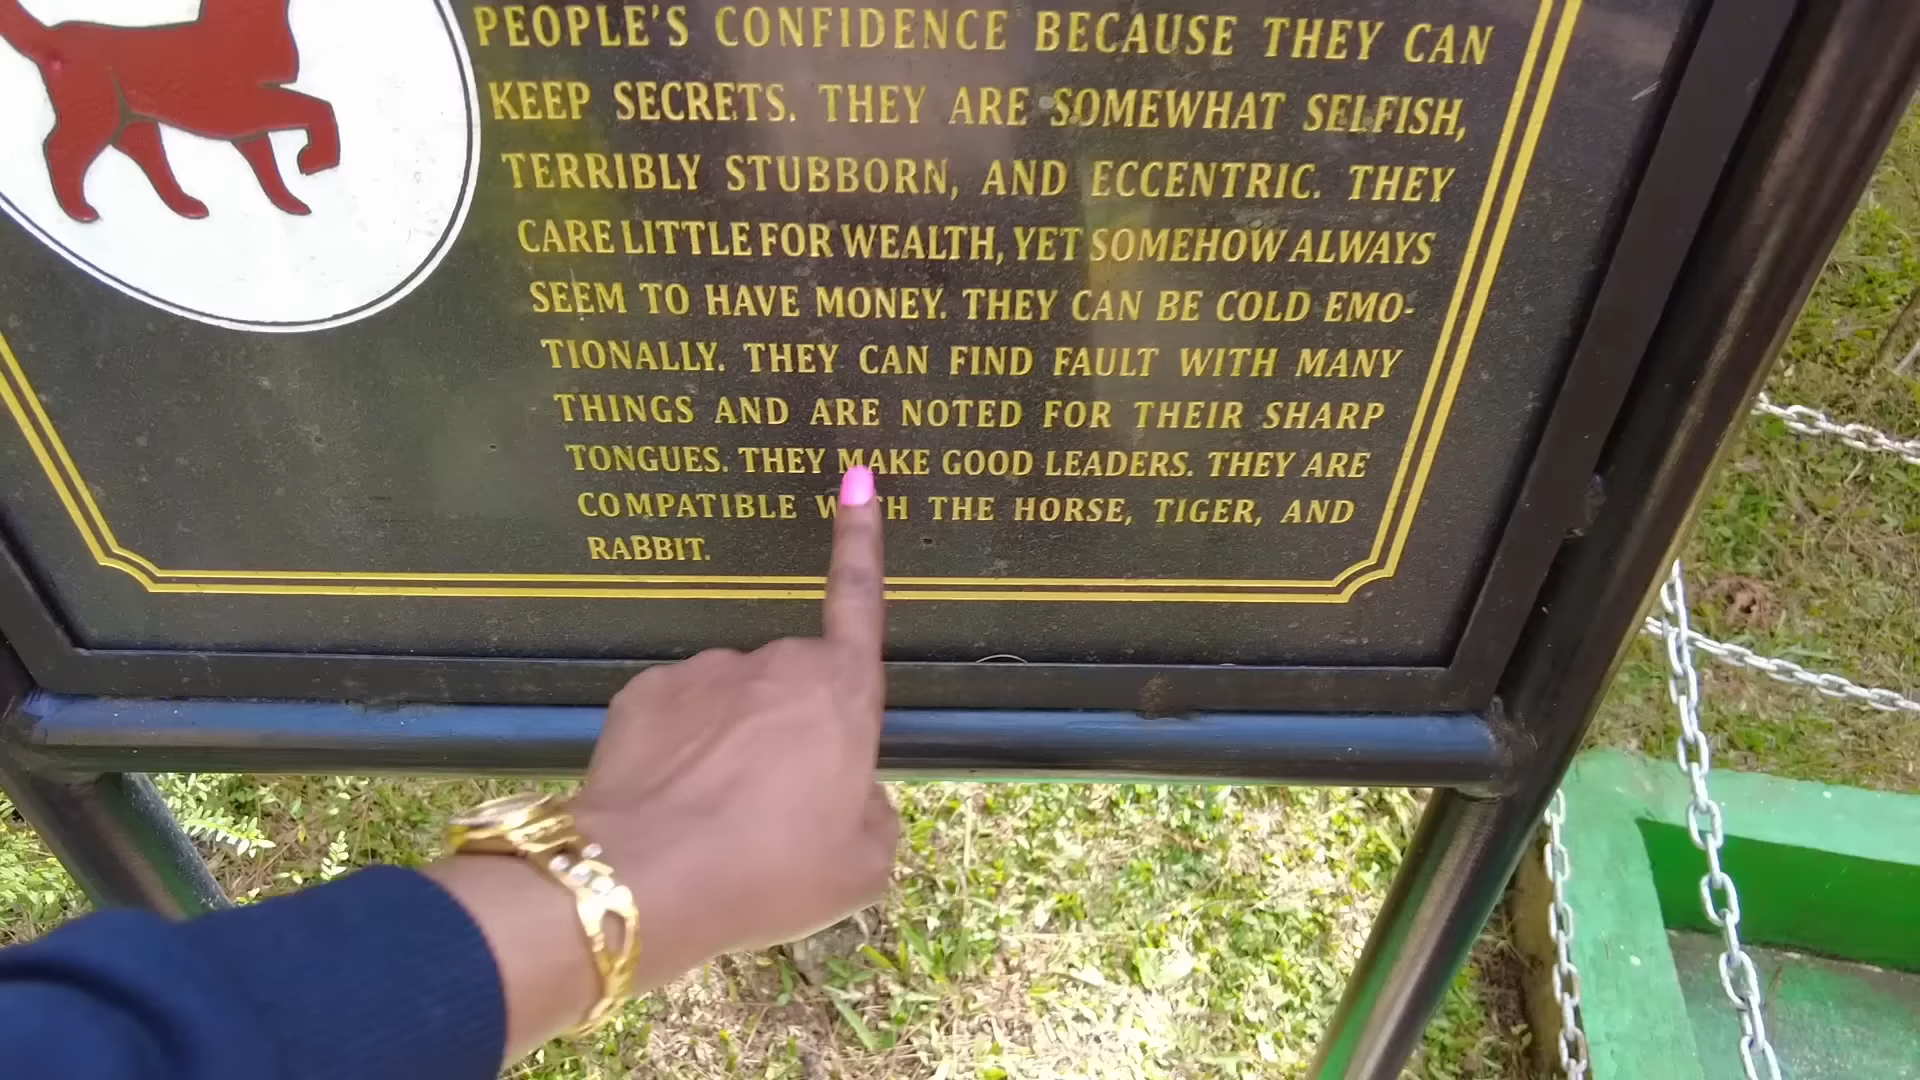 PEOPLE'S CONFIDENCE BECAUSE THEY CAN
KEEP SECRETS. THEY ARE SOMEWHAT SELFISH,
TERRIBLY STUBBORN, AND ECCENTRIC. THEY
CARE LITTLE FOR WEALTH, YET SOMEHOW ALWAYS
SEEM TO HAVE MONEY. THEY CAN BE COLD EMO-
TIONALLY. THEY CAN FIND FAULT WITH MANY
THINGS AND ARE NOTED FOR THEIR SHARP
TONGUES. THEY MAKE GOOD LEADERS. THEY ARE
COMPATIBLE WITH THE HORSE, TIGER, AND
RABBIT.